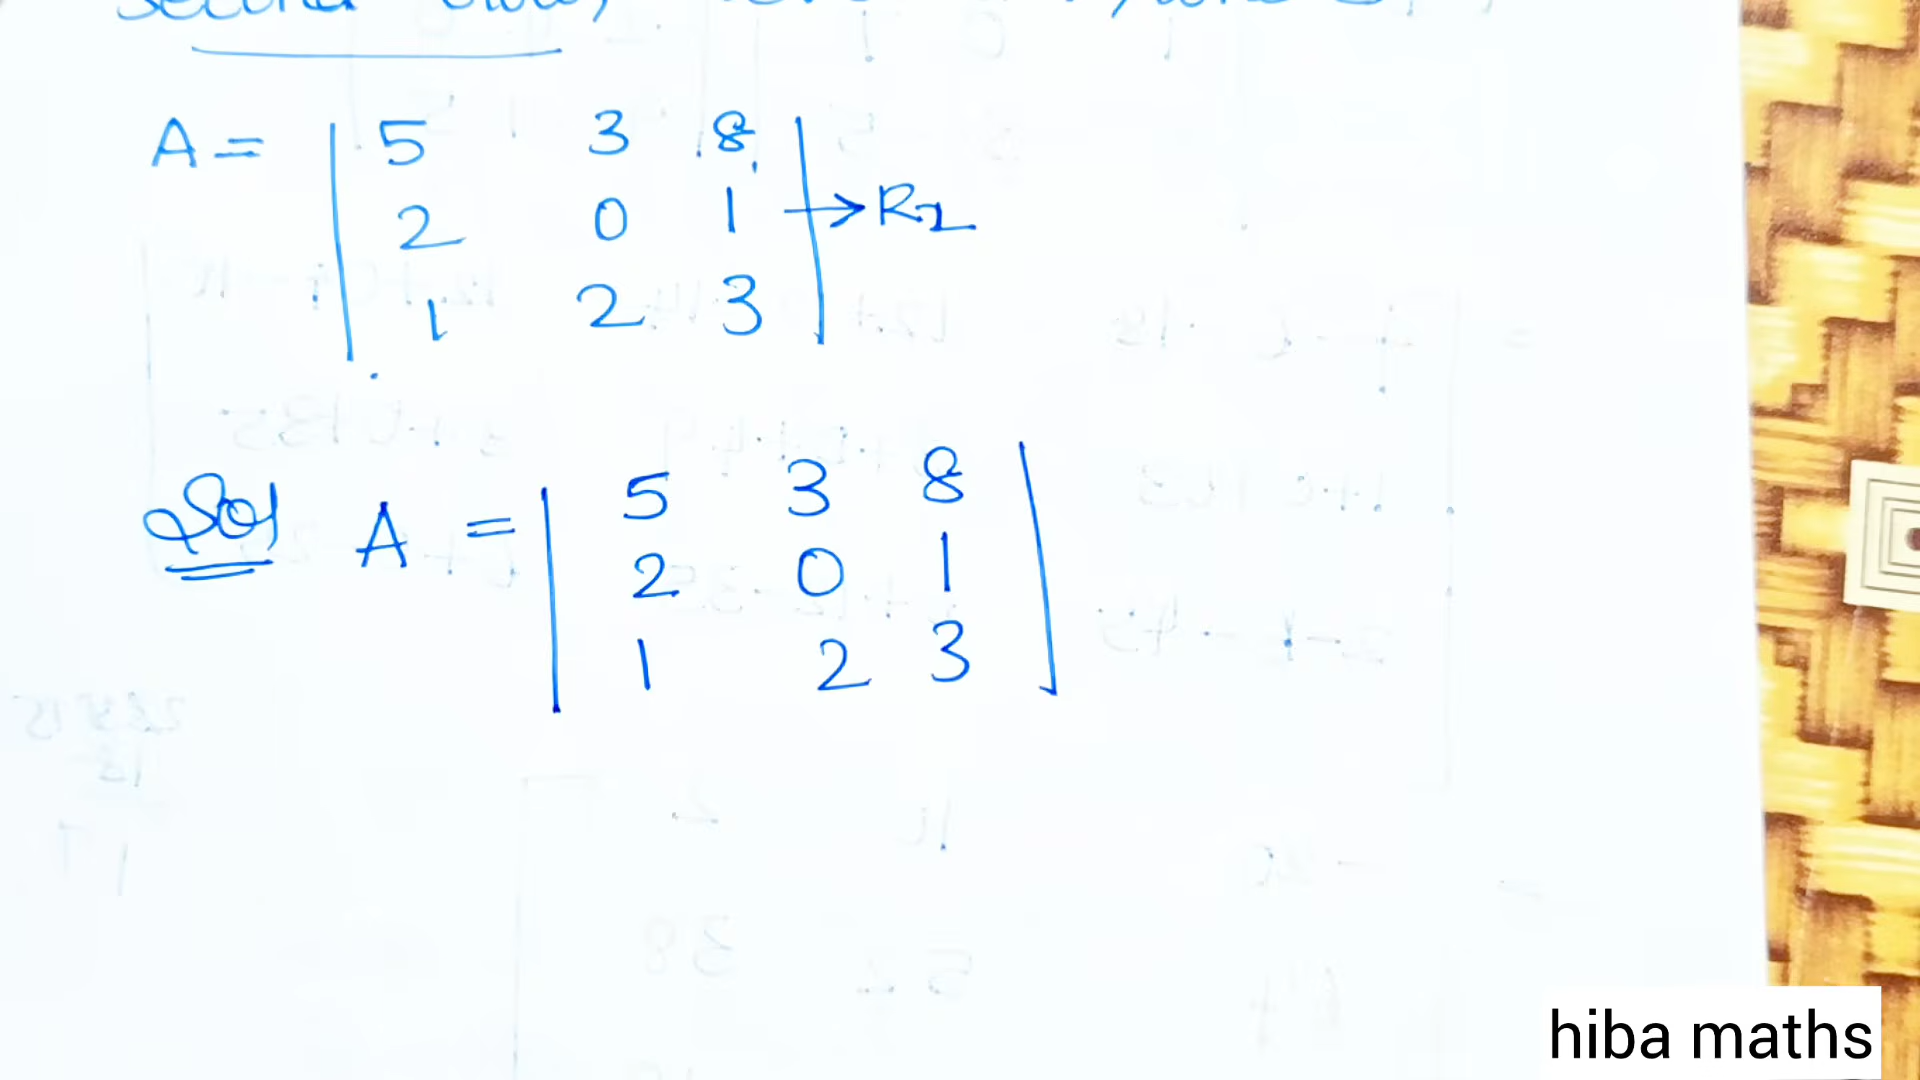 A = | 5 3 8 |
| 2 0 1 | → R2
| 1 2 3 |
Sol A = | 5 3 8 |
| 2 0 1 |
| 1 2 3 |
hiba maths